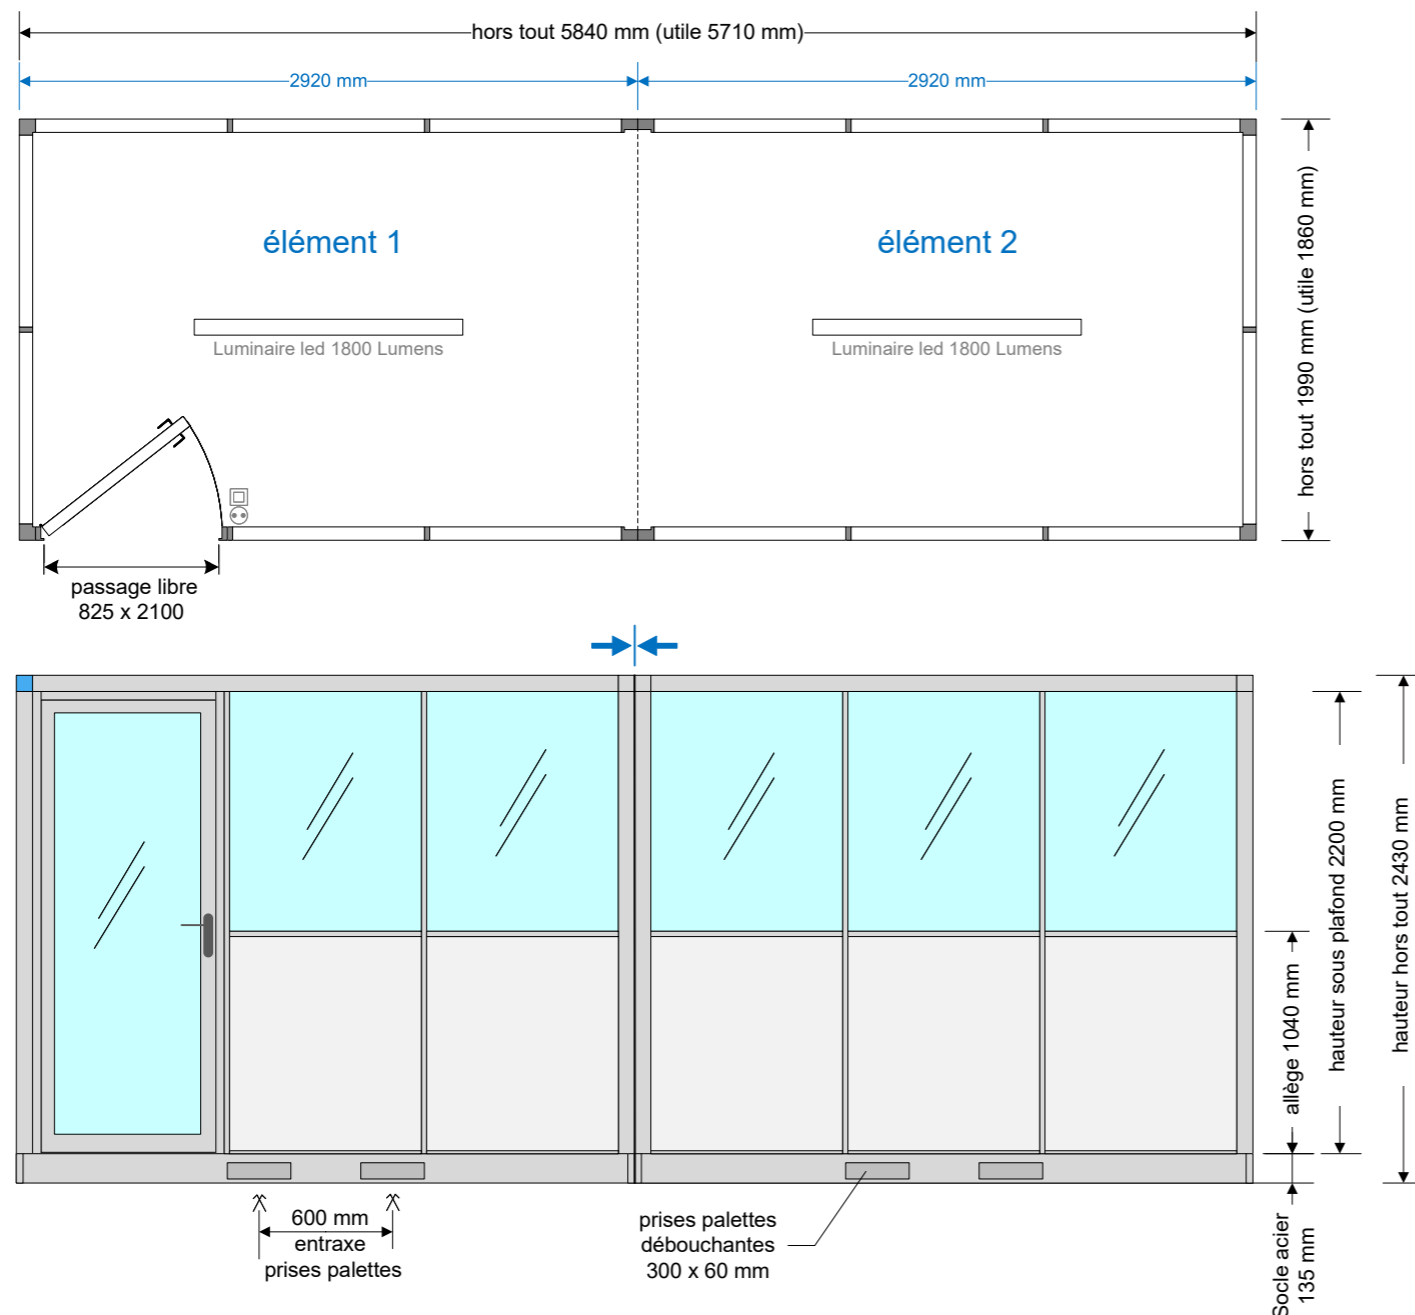 hors tout 5840 mm (utile 5710 mm)
2920 mm
2920 mm
élément 1
élément 2
Luminaire led 1800 Lumens
Luminaire led 1800 Lumens
hors tout 1990 mm (utile 1860 mm)
passage libre
825 x 2100
allège 1040 mm
hauteur sous plafond 2200 mm
hauteur hors tout 2430 mm
600 mm
entraxe
prises palettes
prises palettes
débouchantes
300 x 60 mm
Socle acier
135 mm